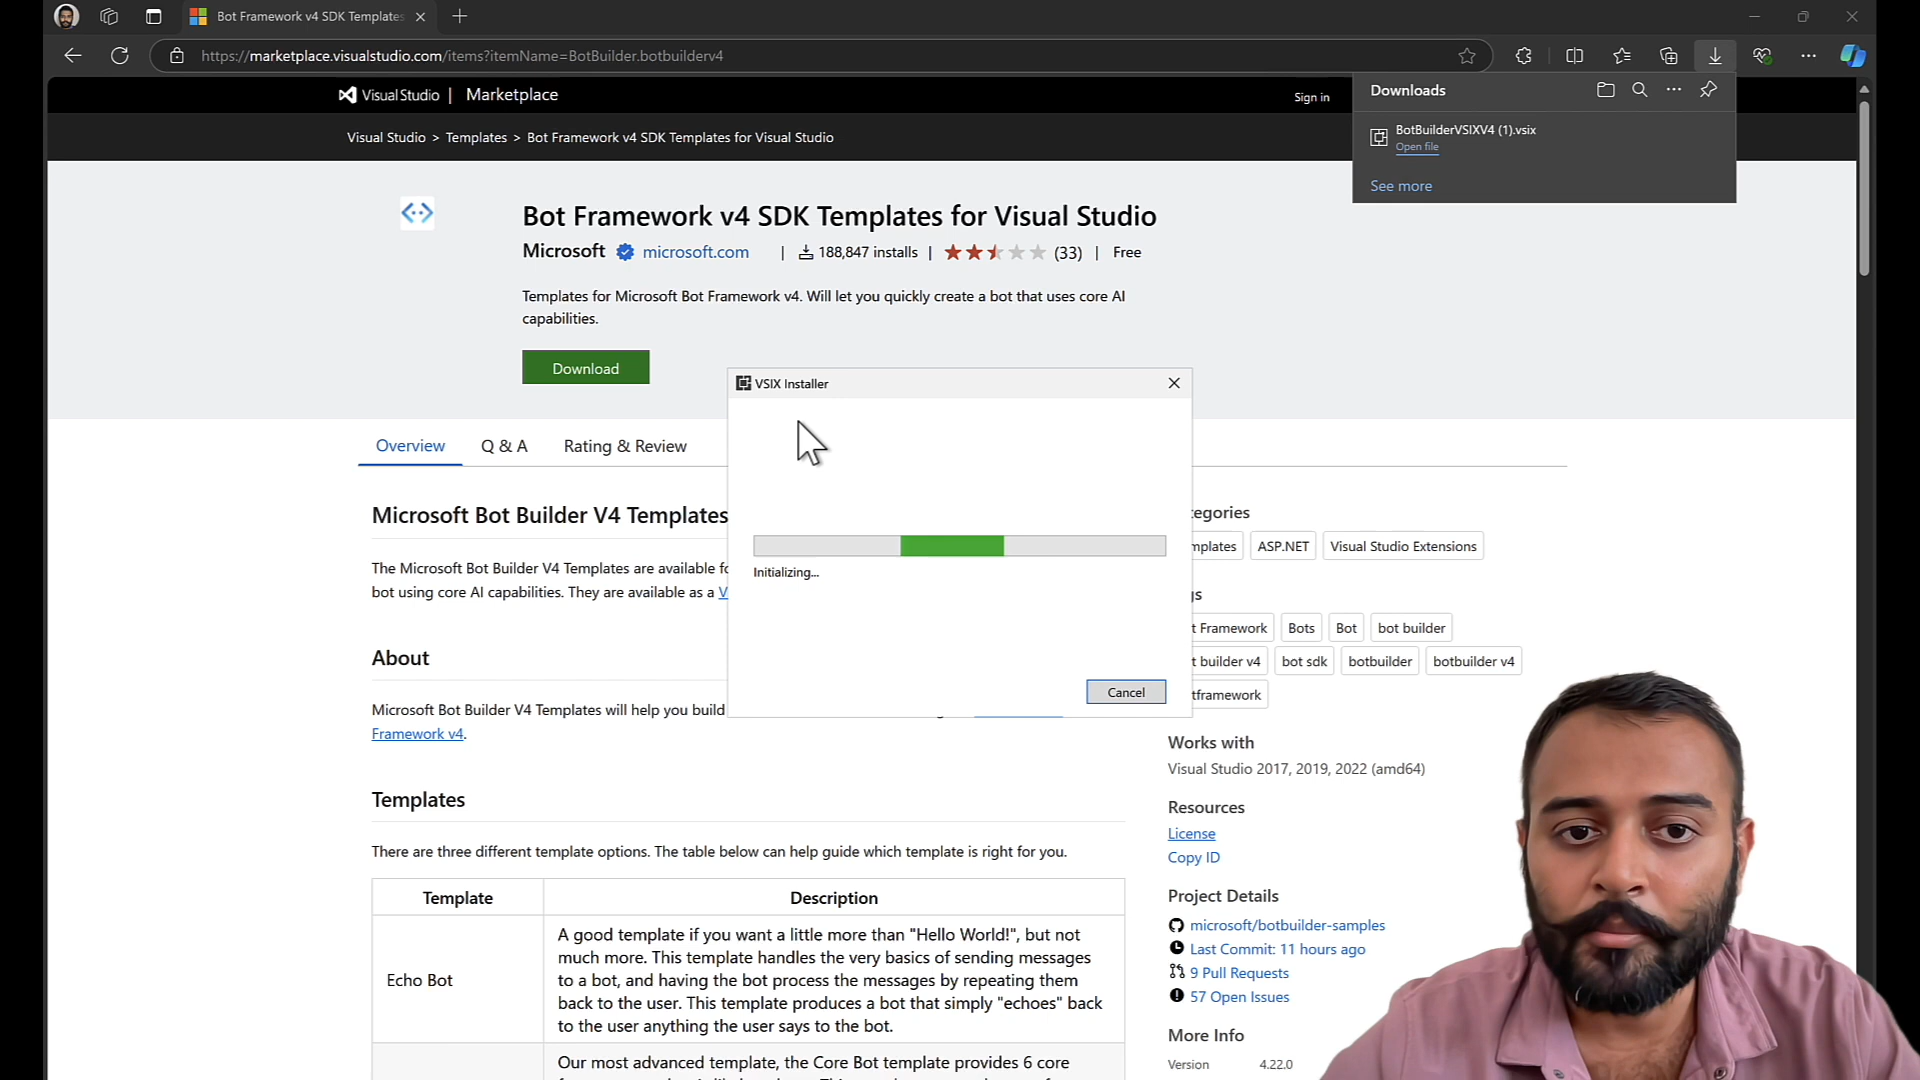 Bot Framework v4 SDK Templates
https://marketplace.visualstudio.com/items?itemName=BotBuilder.botbuilderv4
Visual Studio | Marketplace
Sign in
Downloads
BotBuilderVSIXV4 (1).vsix
Open file
See more
Visual Studio > Templates > Bot Framework v4 SDK Templates for Visual Studio
Bot Framework v4 SDK Templates for Visual Studio
Microsoft microsoft.com | 188,847 installs | (33) | Free
Templates for Microsoft Bot Framework v4. Will let you quickly create a bot that uses core AI
capabilities.
Download
VSIX Installer
Initializing...
Cancel
Overview Q & A Rating & Review
Microsoft Bot Builder V4 Templates
The Microsoft Bot Builder V4 Templates are available
bot using core AI capabilities. They are available as a
About
Microsoft Bot Builder V4 Templates will help you build
Framework v4.
Templates
There are three different template options. The table below can help guide which template is right for you.
Template Description
Echo Bot
A good template if you want a little more than "Hello World!", but not
much more. This template handles the very basics of sending messages
to a bot, and having the bot process the messages by repeating them
back to the user. This template produces a bot that simply "echoes" back
to the user anything the user says to the bot.
Our most advanced template, the Core Bot template provides 6 core
egories
mplates ASP.NET Visual Studio Extensions
gs
t Framework Bots Bot bot builder
t builder v4 bot sdk botbuilder botbuilder v4
tframework
Works with
Visual Studio 2017, 2019, 2022 (amd64)
Resources
License
Copy ID
Project Details
microsoft/botbuilder-samples
Last Commit: 11 hours ago
9 Pull Requests
57 Open Issues
More Info
Version 4.22.0